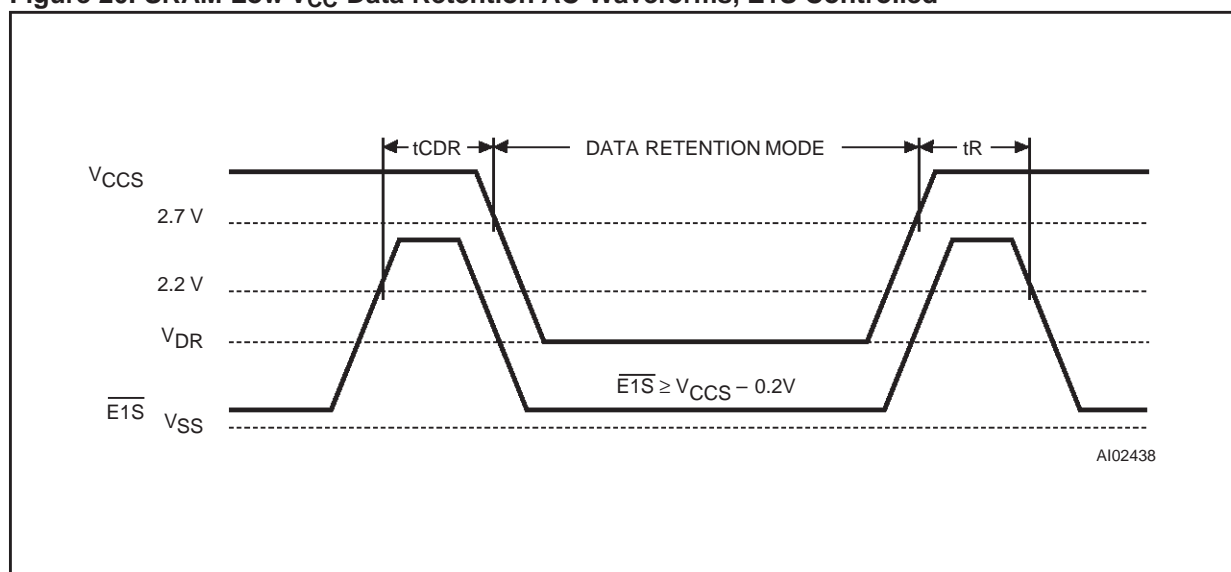 Figure 20. SRAM Low VCC Data Retention AC Waveforms, E1S Controlled
tCDR DATA RETENTION MODE tR
VCCS
2.7 V
2.2 V
VDR
E1S ≥ VCCS – 0.2V
E1S
VSS
AI02438